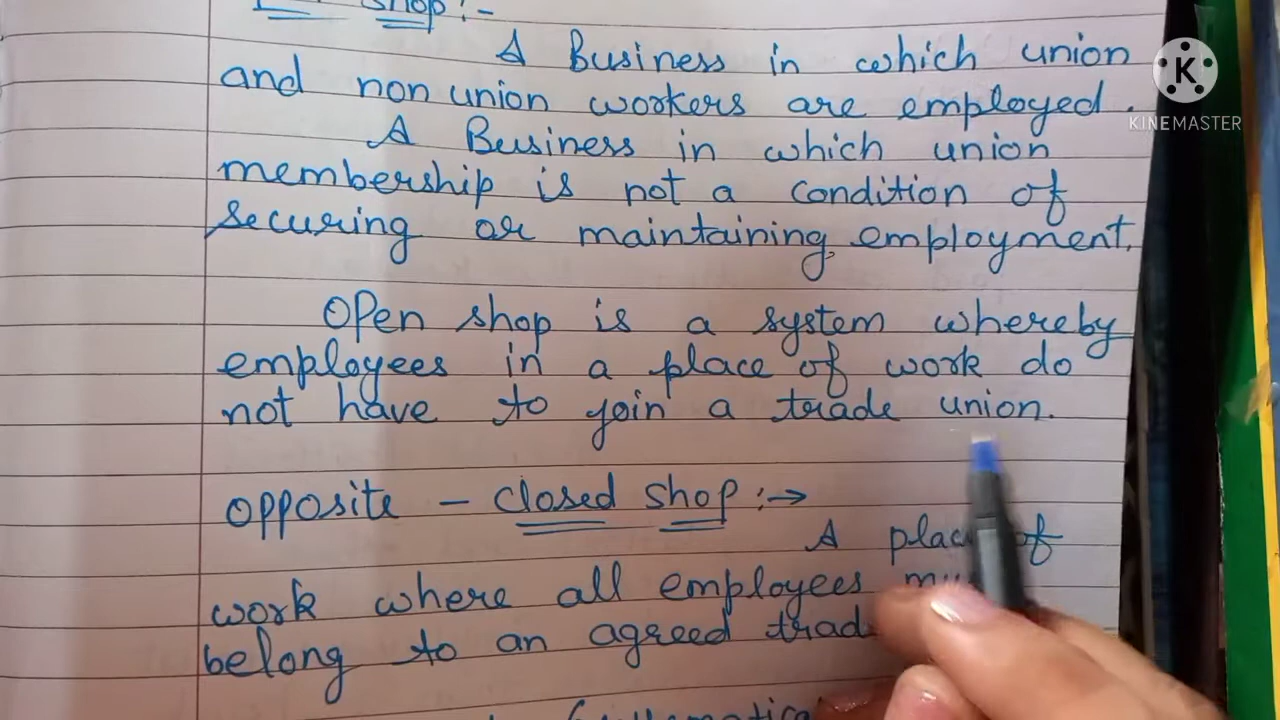 shop :-
A Business in which union
and non union workers are employed.
A Business in which union
membership is not a condition of
securing or maintaining employment.
Open shop is a system whereby
employees in a place of work do
not have to join a trade union.
opposite - closed shop :→
A of
work where all employees
belong to an agreed
K
KINEMASTER